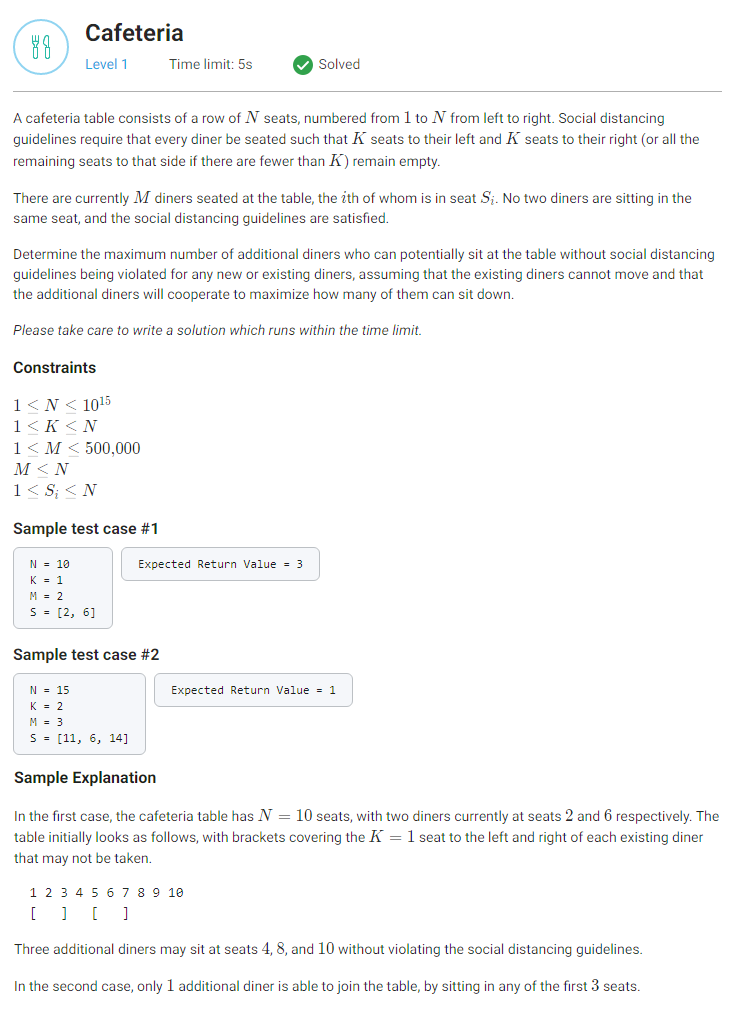 Cafeteria
Level 1 Time limit: 5s Solved
A cafeteria table consists of a row of N seats, numbered from 1 to N from left to right. Social distancing
guidelines require that every diner be seated such that K seats to their left and K seats to their right (or all the
remaining seats to that side if there are fewer than K) remain empty.
There are currently M diners seated at the table, the ith of whom is in seat Sᵢ. No two diners are sitting in the
same seat, and the social distancing guidelines are satisfied.
Determine the maximum number of additional diners who can potentially sit at the table without social distancing
guidelines being violated for any new or existing diners, assuming that the existing diners cannot move and that
the additional diners will cooperate to maximize how many of them can sit down.
Please take care to write a solution which runs within the time limit.
Constraints
1 ≤ N ≤ 10¹⁵
1 ≤ K ≤ N
1 ≤ M ≤ 500,000
M ≤ N
1 ≤ Sᵢ ≤ N
Sample test case #1
N = 10
K = 1
M = 2
S = [2, 6]
Expected Return Value = 3
Sample test case #2
N = 15
K = 2
M = 3
S = [11, 6, 14]
Expected Return Value = 1
Sample Explanation
In the first case, the cafeteria table has N = 10 seats, with two diners currently at seats 2 and 6 respectively. The
table initially looks as follows, with brackets covering the K = 1 seat to the left and right of each existing diner
that may not be taken.
1 2 3 4 5 6 7 8 9 10
[   ]   [   ]
Three additional diners may sit at seats 4, 8, and 10 without violating the social distancing guidelines.
In the second case, only 1 additional diner is able to join the table, by sitting in any of the first 3 seats.